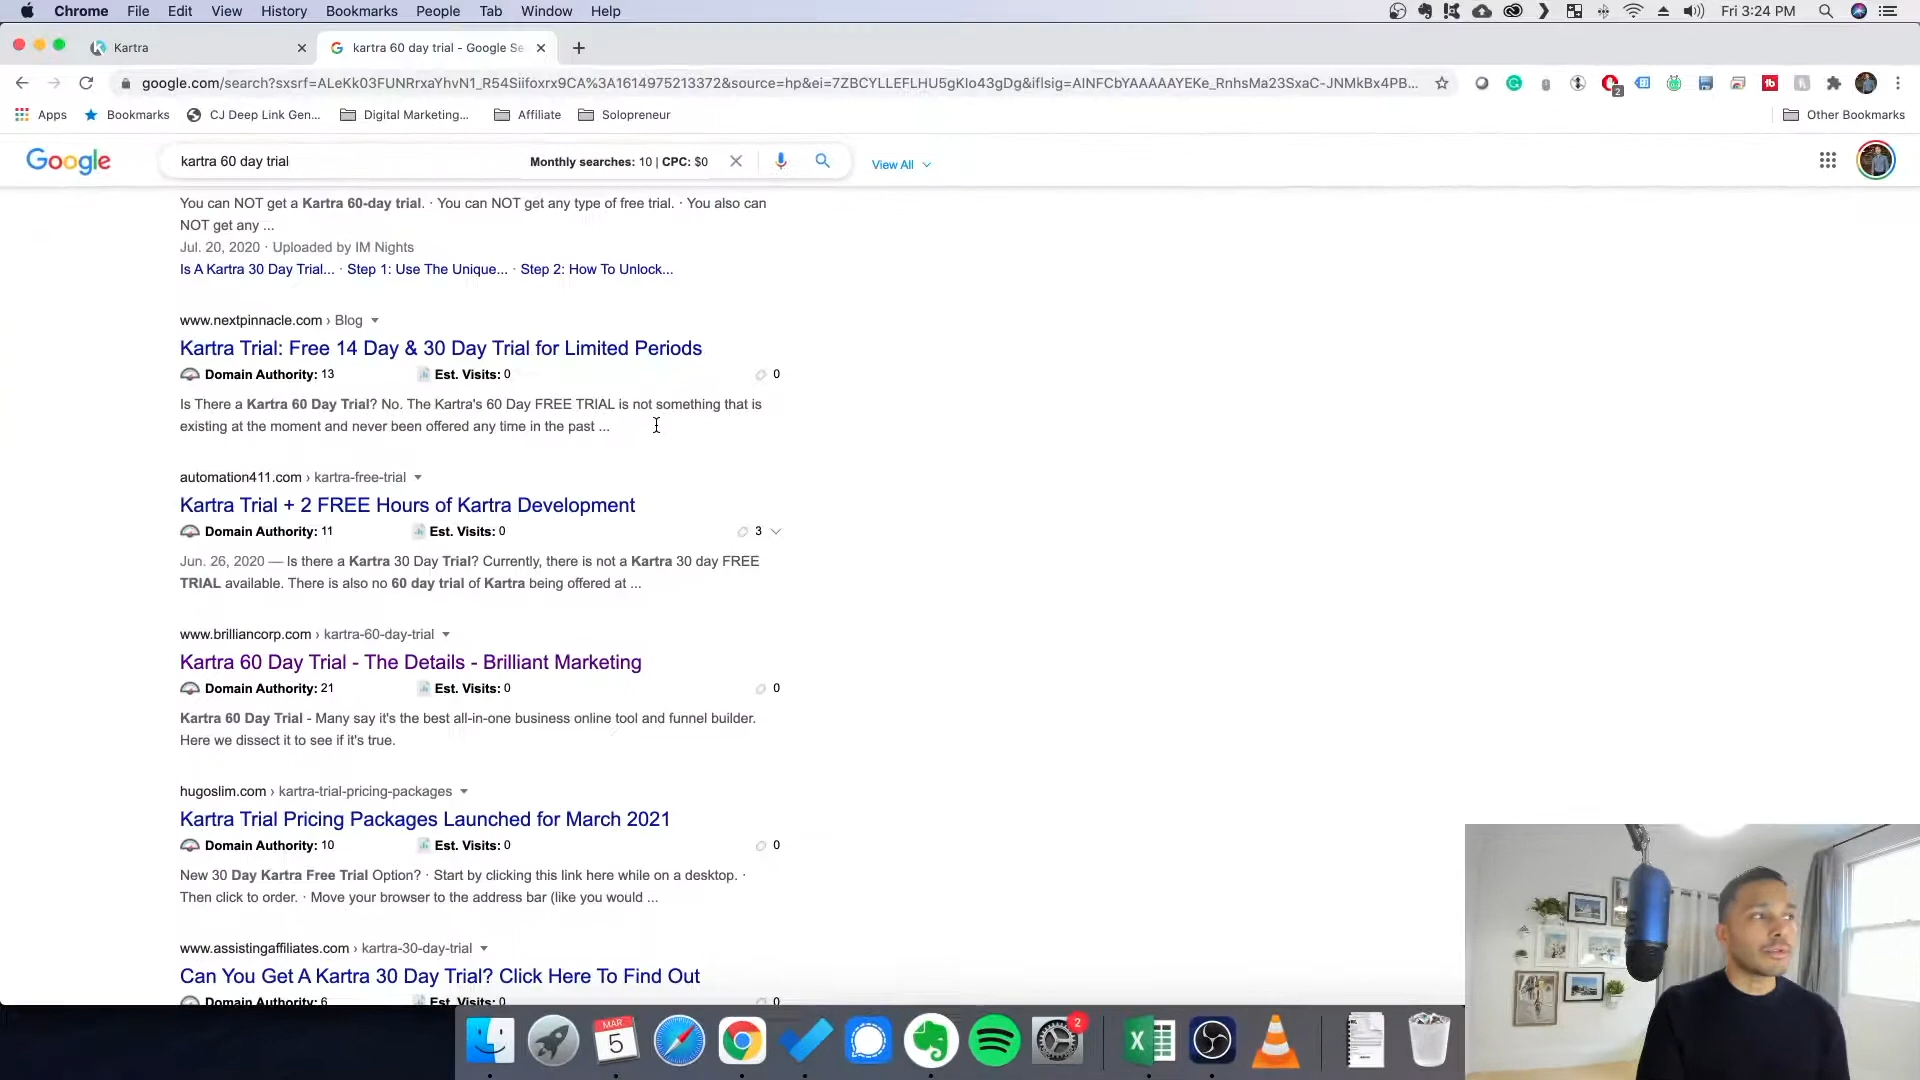 Chrome File Edit View History Bookmarks People Tab Window Help Fri 3:24 PM
Kartra
kartra 60 day trial - Google Se
google.com/search?sxsrf=ALeKk03FUNRrxaYhvN1_R54Siifoxrx9CA%3A1614975213372&source=hp&ei=7ZBCYLLEFLHU5gKlo43gDg&iflsig=AINFCbYAAAAAYEKe_RnhsMa23SxaC-JNMkBx4PB...
Apps Bookmarks CJ Deep Link Gen... Digital Marketing... Affiliate Solopreneur Other Bookmarks
Google kartra 60 day trial Monthly searches: 10 | CPC: $0 View All
You can NOT get a Kartra 60-day trial. · You can NOT get any type of free trial. · You also can
NOT get any ...
Jul. 20, 2020 · Uploaded by IM Nights
Is A Kartra 30 Day Trial... · Step 1: Use The Unique... · Step 2: How To Unlock...
www.nextpinnacle.com › Blog
Kartra Trial: Free 14 Day & 30 Day Trial for Limited Periods
Domain Authority: 13 Est. Visits: 0 0
Is There a Kartra 60 Day Trial? No. The Kartra's 60 Day FREE TRIAL is not something that is
existing at the moment and never been offered any time in the past ...
automation411.com › kartra-free-trial
Kartra Trial + 2 FREE Hours of Kartra Development
Domain Authority: 11 Est. Visits: 0 3
Jun. 26, 2020 — Is there a Kartra 30 Day Trial? Currently, there is not a Kartra 30 day FREE
TRIAL available. There is also no 60 day trial of Kartra being offered at ...
www.brilliancorp.com › kartra-60-day-trial
Kartra 60 Day Trial - The Details - Brilliant Marketing
Domain Authority: 21 Est. Visits: 0 0
Kartra 60 Day Trial - Many say it's the best all-in-one business online tool and funnel builder.
Here we dissect it to see if it's true.
hugoslim.com › kartra-trial-pricing-packages
Kartra Trial Pricing Packages Launched for March 2021
Domain Authority: 10 Est. Visits: 0 0
New 30 Day Kartra Free Trial Option? · Start by clicking this link here while on a desktop. ·
Then click to order. · Move your browser to the address bar (like you would ...
www.assistingaffiliates.com › kartra-30-day-trial
Can You Get A Kartra 30 Day Trial? Click Here To Find Out
Domain Authority: 6 Est. Visits: 0 0
MAR
5
2